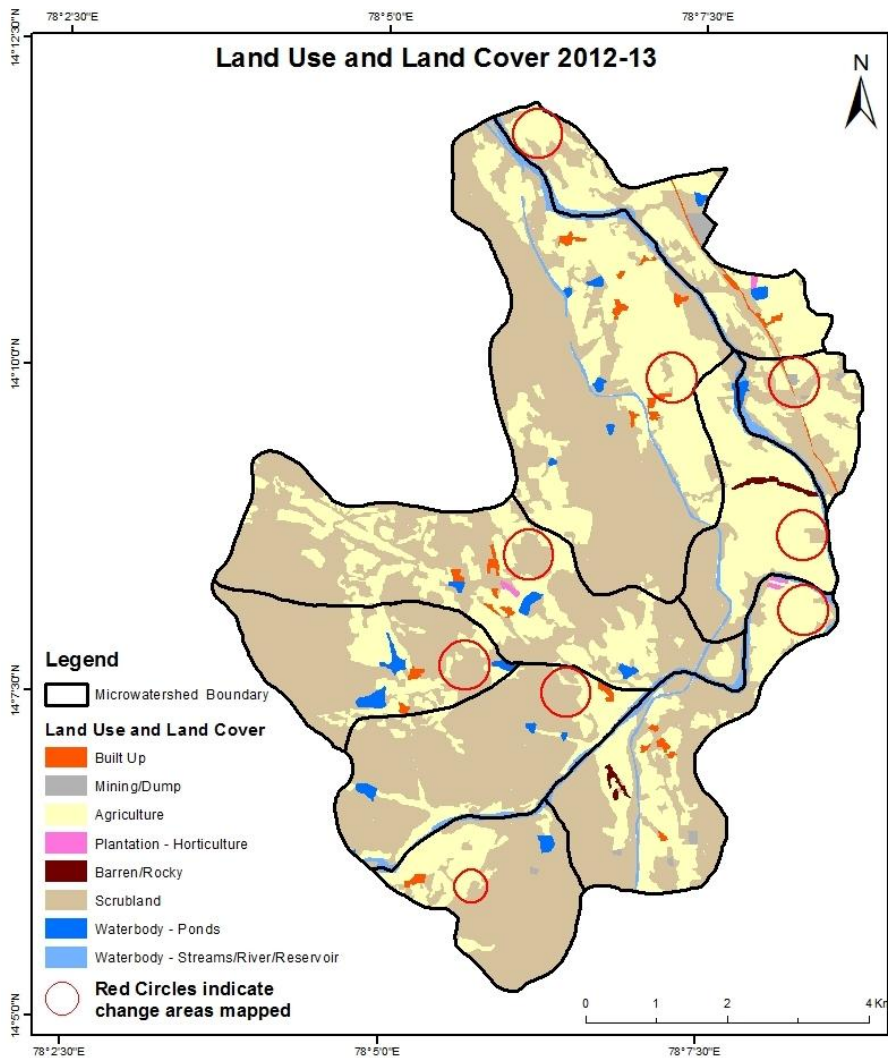 78°2'30"E 78°5'0"E 78°7'30"E
14°12'30"N
Land Use and Land Cover 2012-13
N
14°10'0"N
14°7'30"N
14°5'0"N
Legend
Microwatershed Boundary
Land Use and Land Cover
Built Up
Mining/Dump
Agriculture
Plantation - Horticulture
Barren/Rocky
Scrubland
Waterbody - Ponds
Waterbody - Streams/River/Reservoir
Red Circles indicate
change areas mapped
0 1 2 4 Km
78°2'30"E 78°5'0"E 78°7'30"E